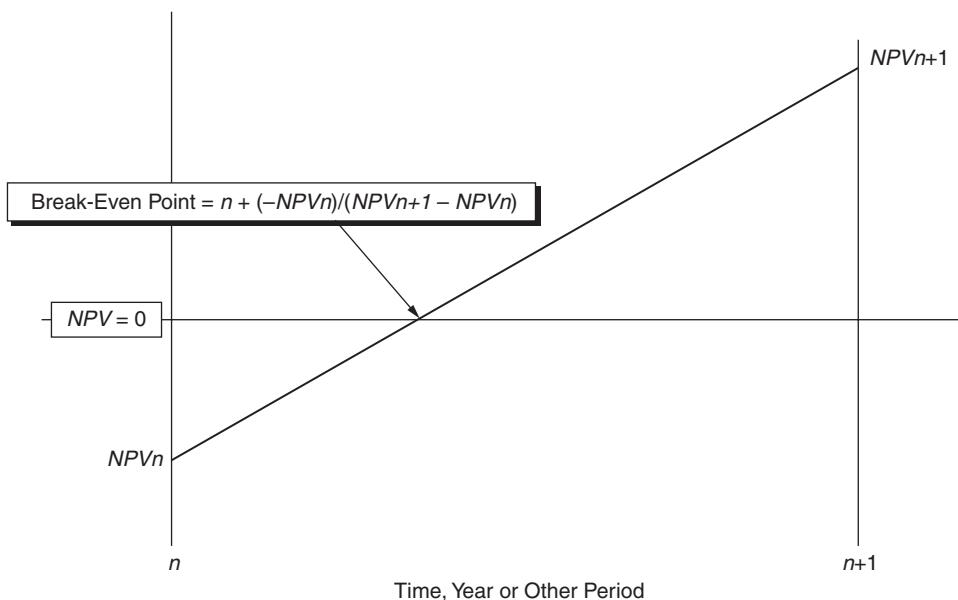 NPVn+1
Break-Even Point = n + (–NPVn)/(NPVn+1 – NPVn)
NPV = 0
NPVn
n
n+1
Time, Year or Other Period